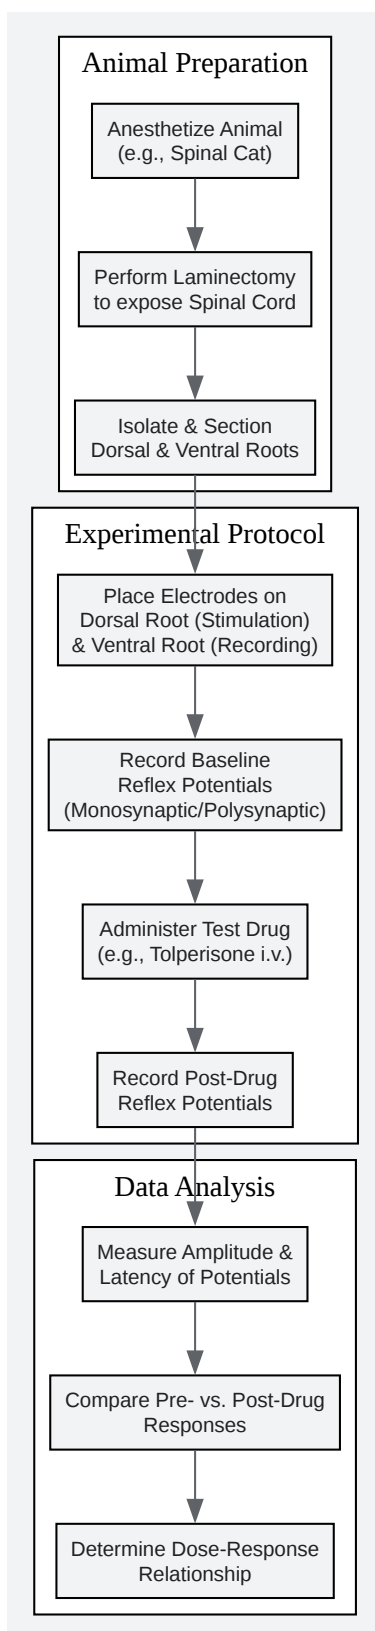 Animal Preparation
Anesthetize Animal
(e.g., Spinal Cat)
Perform Laminectomy
to expose Spinal Cord
Isolate & Section
Dorsal & Ventral Roots
Experimental Protocol
Place Electrodes on
Dorsal Root (Stimulation)
& Ventral Root (Recording)
Record Baseline
Reflex Potentials
(Monosynaptic/Polysynaptic)
Administer Test Drug
(e.g., Tolperisone i.v.)
Record Post-Drug
Reflex Potentials
Data Analysis
Measure Amplitude &
Latency of Potentials
Compare Pre- vs. Post-Drug
Responses
Determine Dose-Response
Relationship